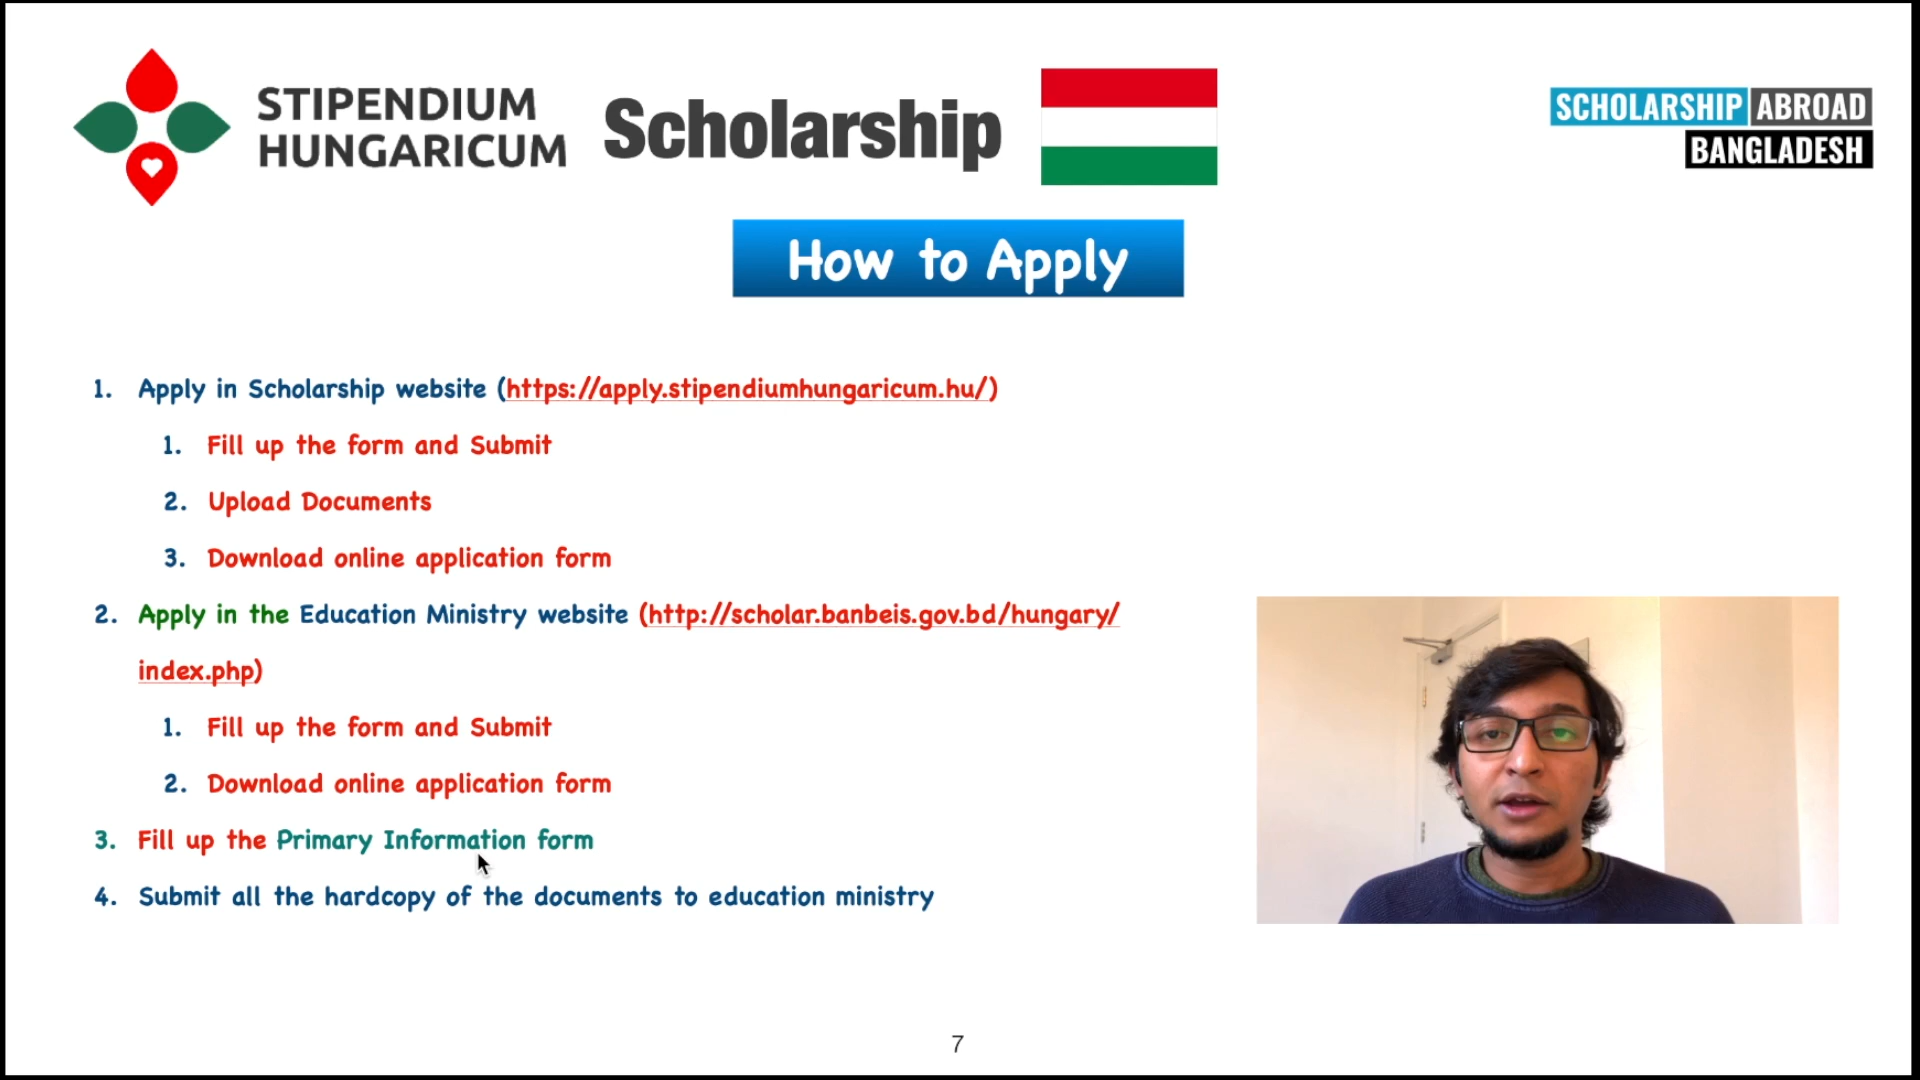 STIPENDIUM
HUNGARICUM
Scholarship
SCHOLARSHIP ABROAD
BANGLADESH
How to Apply
1. Apply in Scholarship website (https://apply.stipendiumhungaricum.hu/)
1. Fill up the form and Submit
2. Upload Documents
3. Download online application form
2. Apply in the Education Ministry website (http://scholar.banbeis.gov.bd/hungary/
index.php)
1. Fill up the form and Submit
2. Download online application form
3. Fill up the Primary Information form
4. Submit all the hardcopy of the documents to education ministry
7